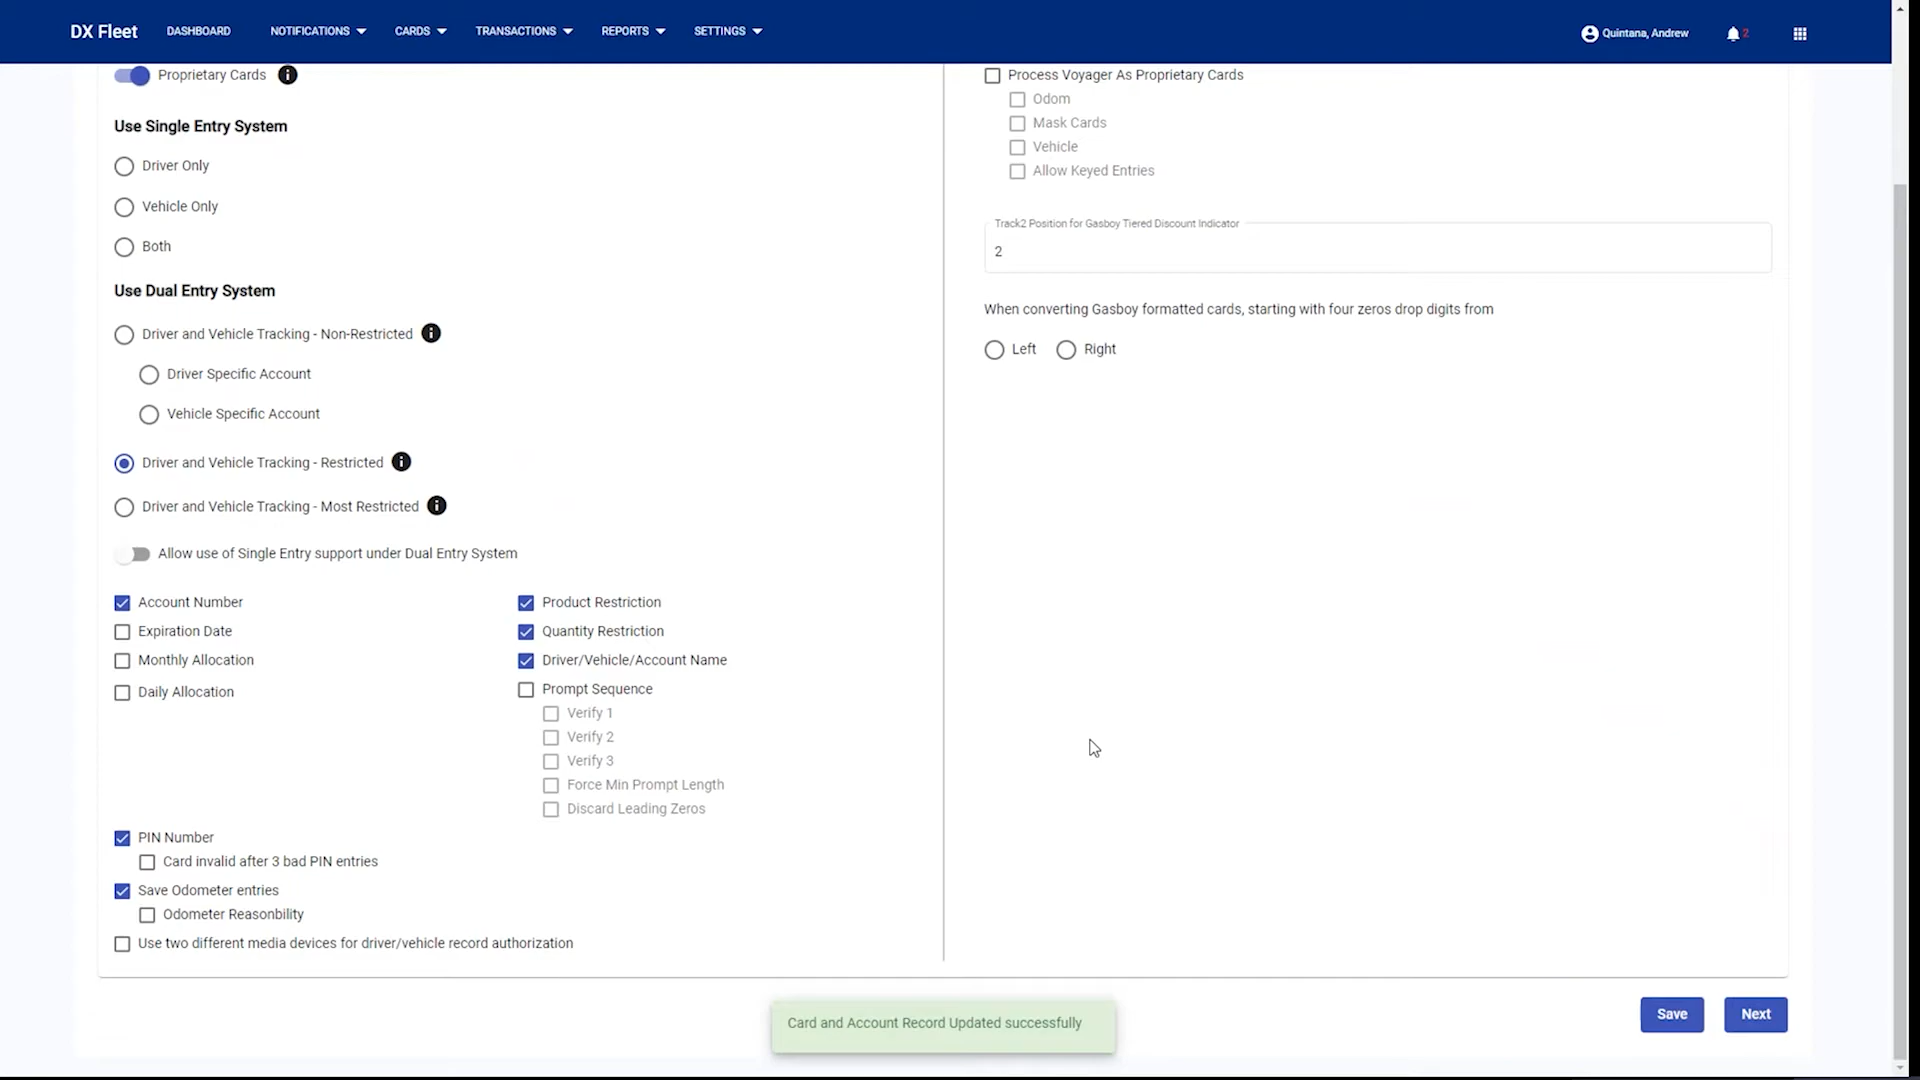 DX Fleet DASHBOARD NOTIFICATIONS CARDS TRANSACTIONS REPORTS SETTINGS Quintana, Andrew 2
Proprietary Cards i
Use Single Entry System
Driver Only
Vehicle Only
Both
Use Dual Entry System
Driver and Vehicle Tracking - Non-Restricted i
Driver Specific Account
Vehicle Specific Account
Driver and Vehicle Tracking - Restricted i
Driver and Vehicle Tracking - Most Restricted i
Allow use of Single Entry support under Dual Entry System
Account Number
Expiration Date
Monthly Allocation
Daily Allocation
Product Restriction
Quantity Restriction
Driver/Vehicle/Account Name
Prompt Sequence
Verify 1
Verify 2
Verify 3
Force Min Prompt Length
Discard Leading Zeros
PIN Number
Card invalid after 3 bad PIN entries
Save Odometer entries
Odometer Reasonbility
Use two different media devices for driver/vehicle record authorization
Process Voyager As Proprietary Cards
Odom
Mask Cards
Vehicle
Allow Keyed Entries
Track2 Position for Gasboy Tiered Discount Indicator
2
When converting Gasboy formatted cards, starting with four zeros drop digits from
Left Right
Card and Account Record Updated successfully
Save Next